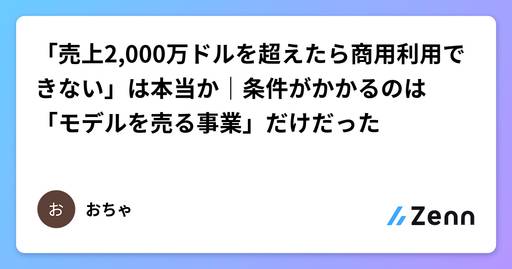 「売上2,000万ドルを超えたら商用利用で
きない」は本当か｜条件がかかるのは
「モデルを売る事業」だけだった
お
おちゃ
Zenn